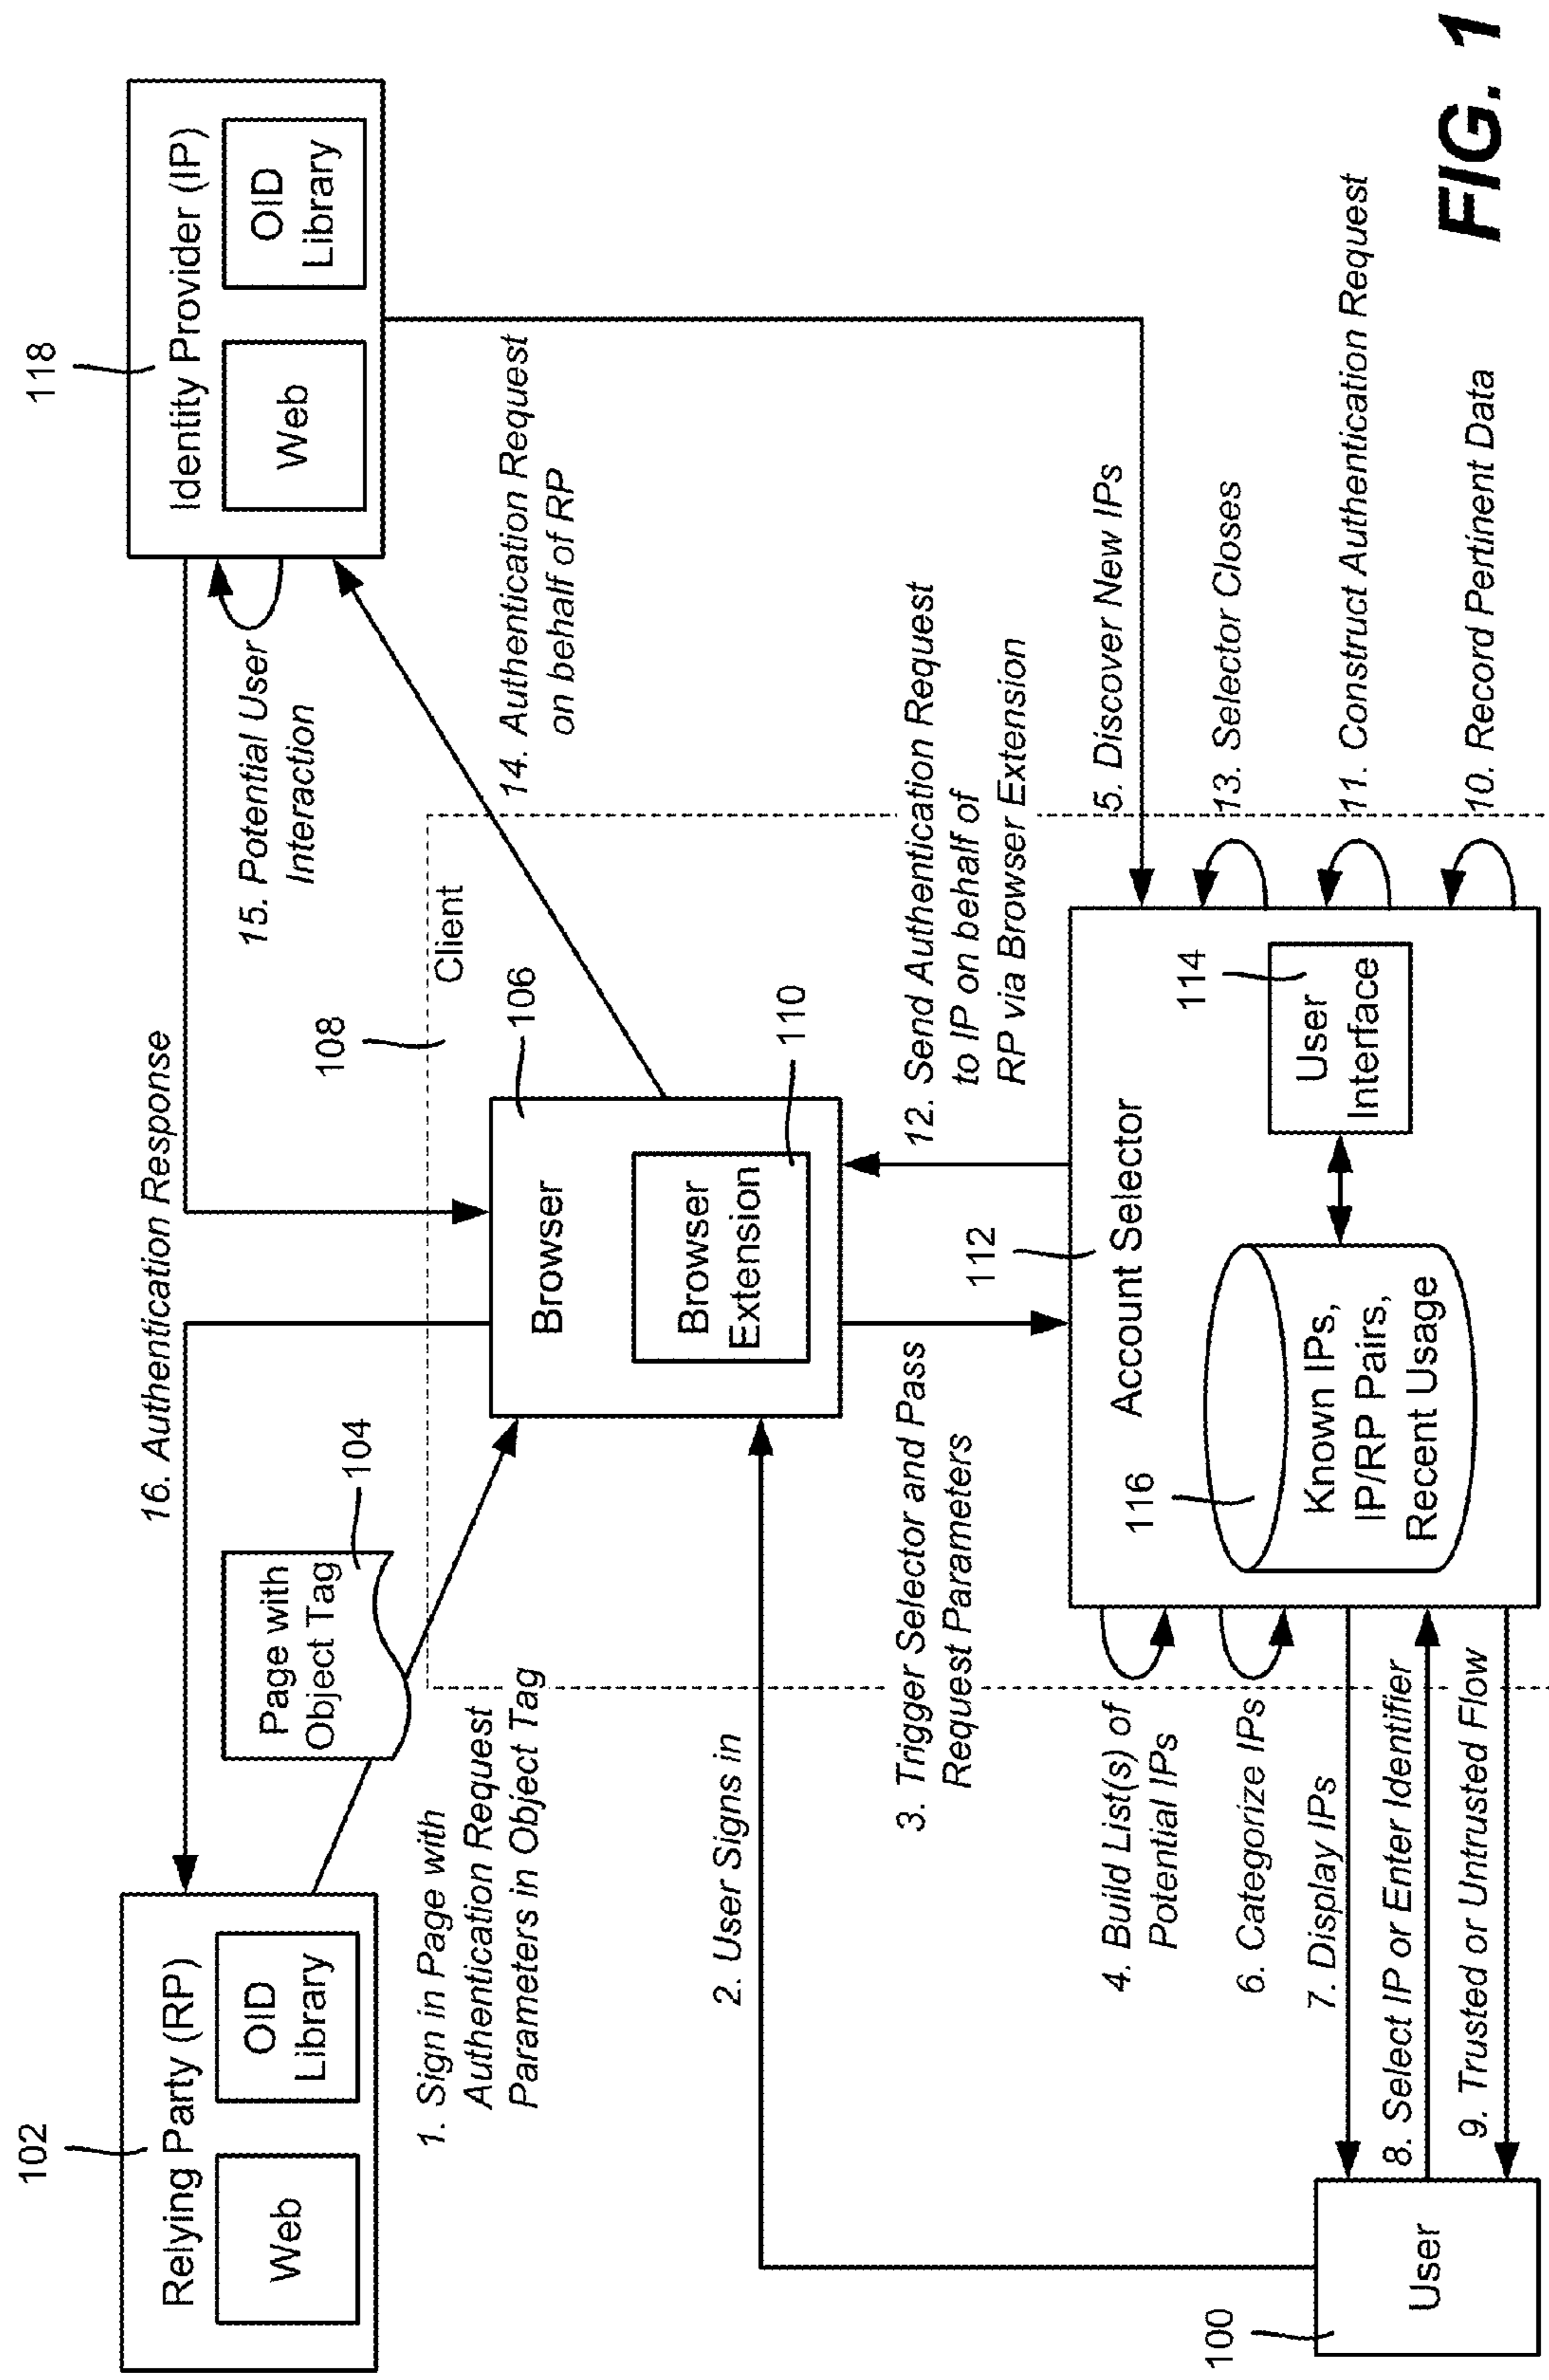 102
Relying Party (RP)
Web
OID
Library
Page with
Object Tag
104
16. Authentication Response
118
Identity Provider (IP)
Web
OID
Library
15. Potential User
Interaction
1. Sign in Page with
Authentication Request
Parameters in Object Tag
108
Client
106
Browser
Browser
Extension
110
14. Authentication Request
on behalf of RP
2. User Signs in
3. Trigger Selector and Pass
Request Parameters
12. Send Authentication Request
to IP on behalf of
RP via Browser Extension
112
Account Selector
116
Known IPs,
IP/RP Pairs,
Recent Usage
114
User
Interface
4. Build List(s) of
Potential IPs
6. Categorize IPs
7. Display IPs
8. Select IP or Enter Identifier
9. Trusted or Untrusted Flow
5. Discover New IPs
13. Selector Closes
11. Construct Authentication Request
10. Record Pertinent Data
100
User
FIG. 1